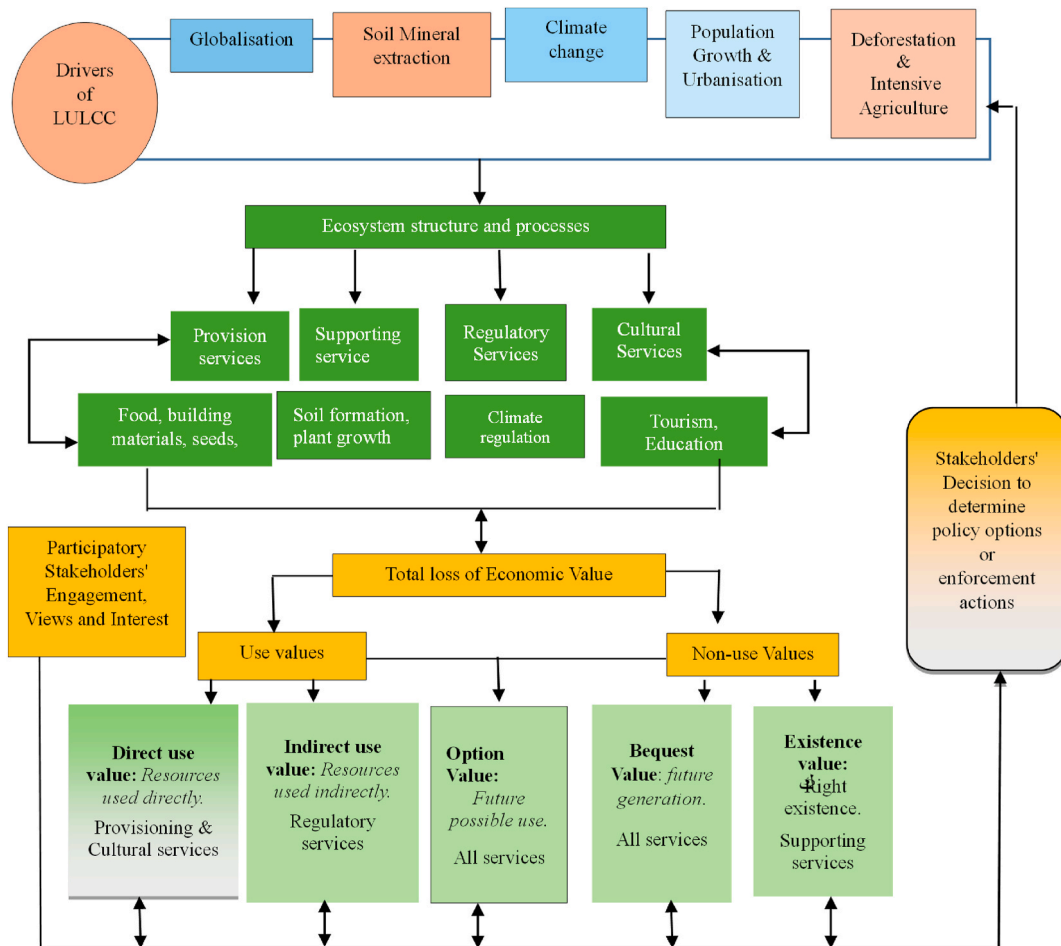 Drivers
of
LULCC
Globalisation
Soil Mineral
extraction
Climate
change
Population
Growth &
Urbanisation
Deforestation
&
Intensive
Agriculture
Ecosystem structure and processes
Provision
services
Supporting
service
Regulatory
Services
Cultural
Services
Food, building
materials, seeds,
Soil formation,
plant growth
Climate
regulation
Tourism,
Education
Stakeholders'
Decision to
determine
policy options
or
enforcement
actions
Participatory
Stakeholders'
Engagement,
Views and Interest
Total loss of Economic Value
Use values
Non-use Values
Direct use
value: Resources
used directly.
Provisioning &
Cultural services
Indirect use
value: Resources
used indirectly.
Regulatory
services
Option
Value:
Future
possible use.
All services
Bequest
Value: future
generation.
All services
Existence
value:
Right
existence.
Supporting
services